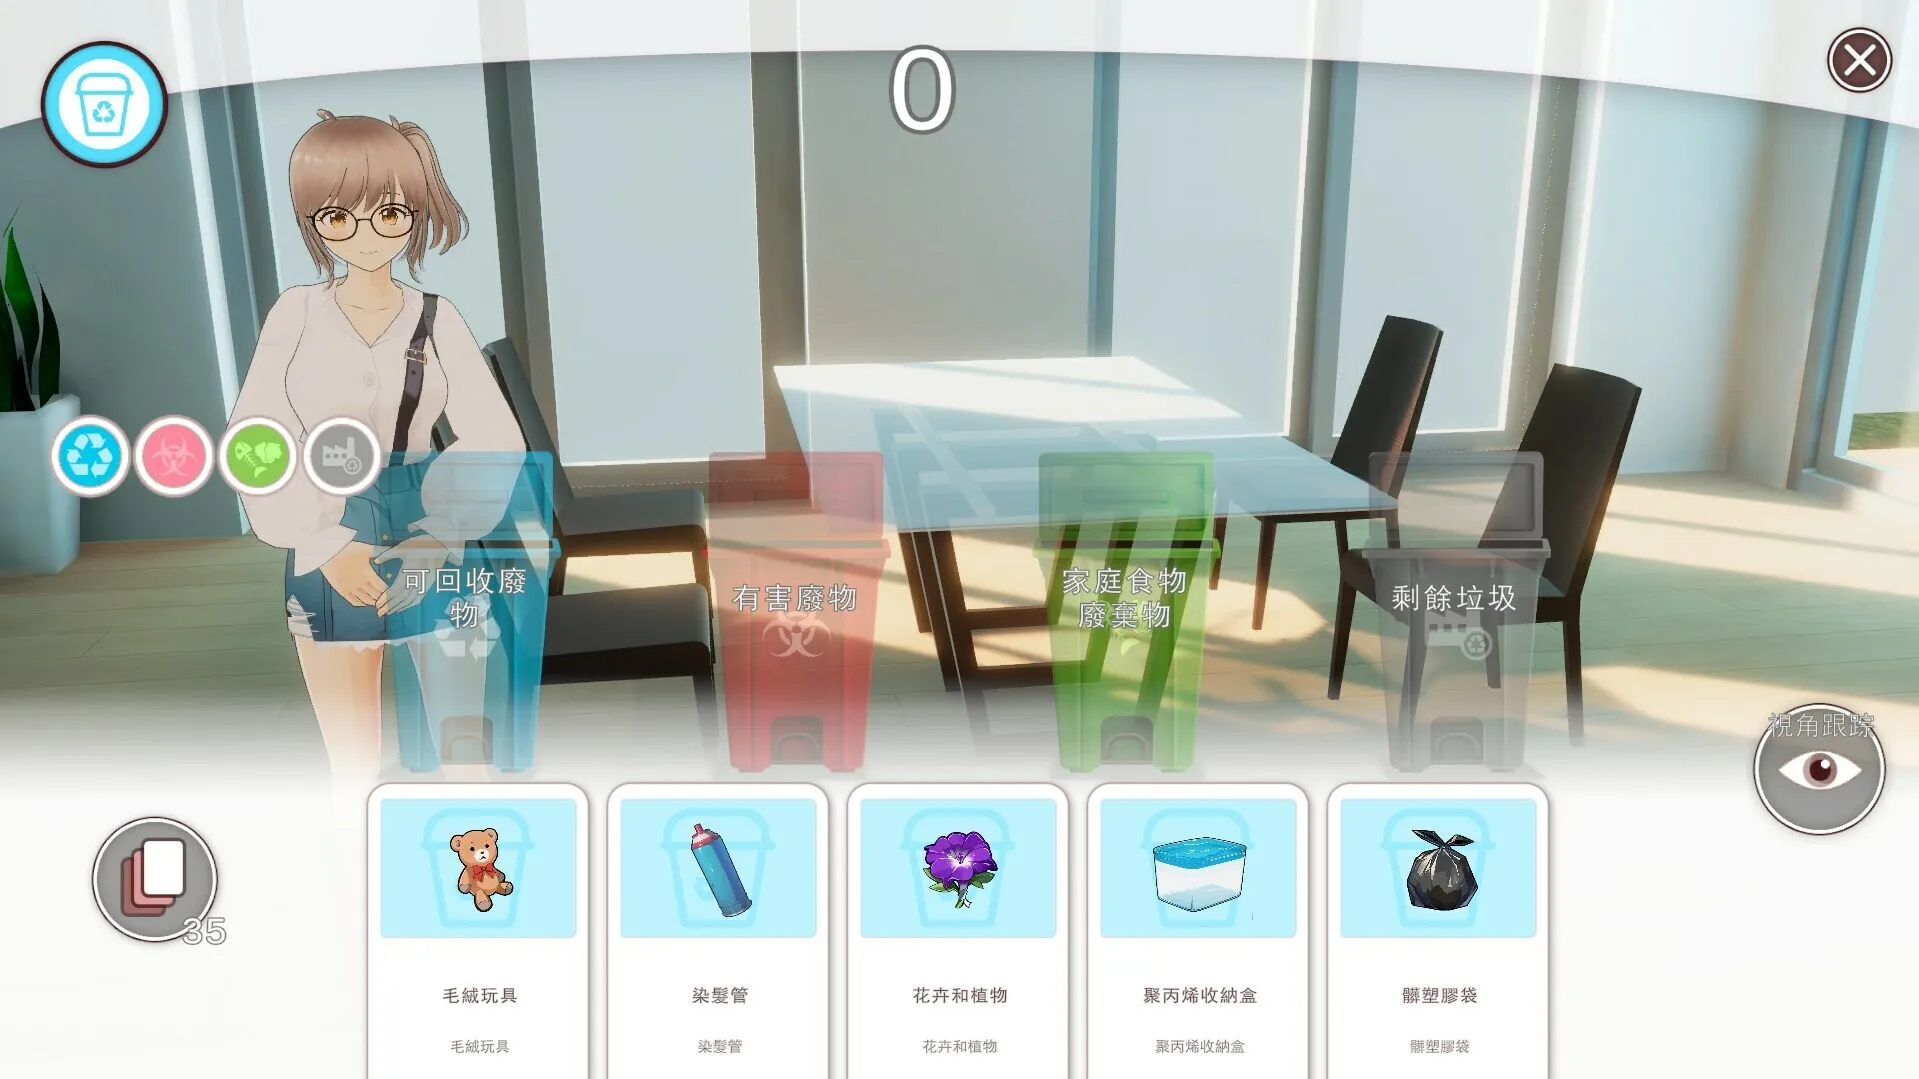 0
可回收廢
物
有害廢物
家庭食物
廢棄物
剩餘垃圾
視角跟踪
35
毛絨玩具
毛絨玩具
染髮管
染髮管
花卉和植物
花卉和植物
聚丙烯收納盒
聚丙烯收納盒
髒塑膠袋
髒塑膠袋